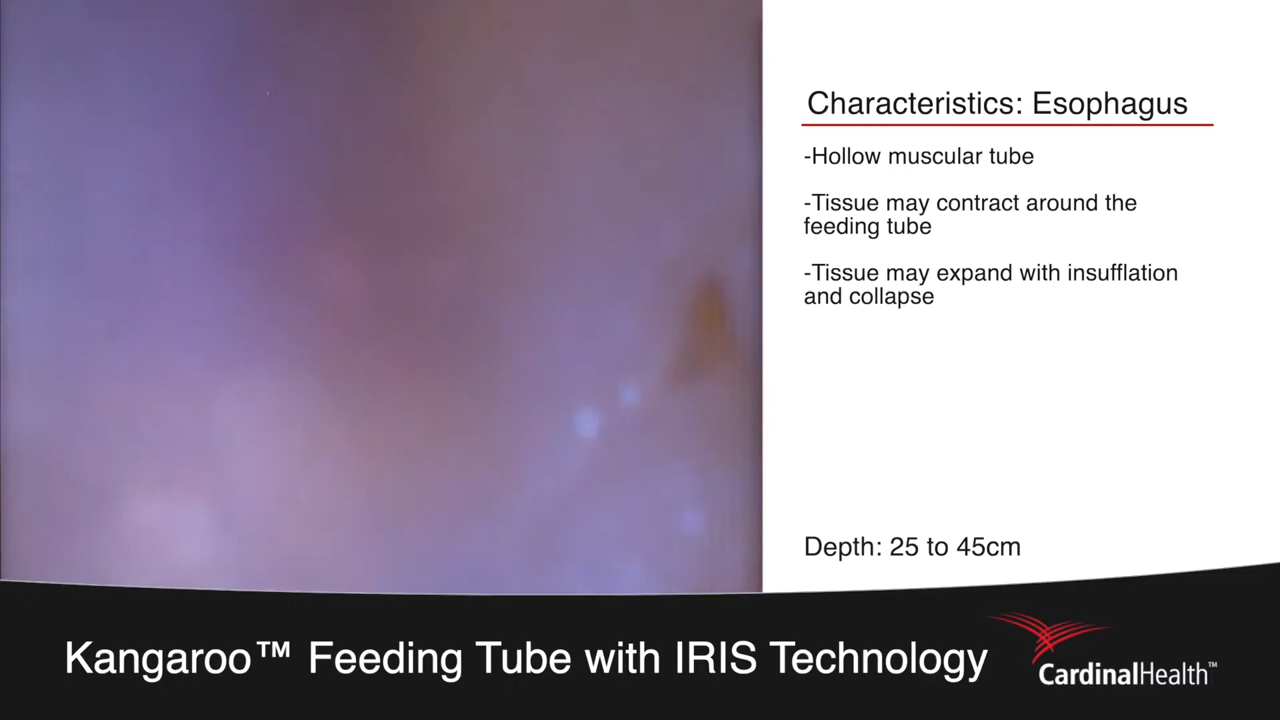 Characteristics: Esophagus
-Hollow muscular tube
-Tissue may contract around the
feeding tube
-Tissue may expand with insufflation
and collapse
Depth: 25 to 45cm
Kangaroo™ Feeding Tube with IRIS Technology
CardinalHealth™